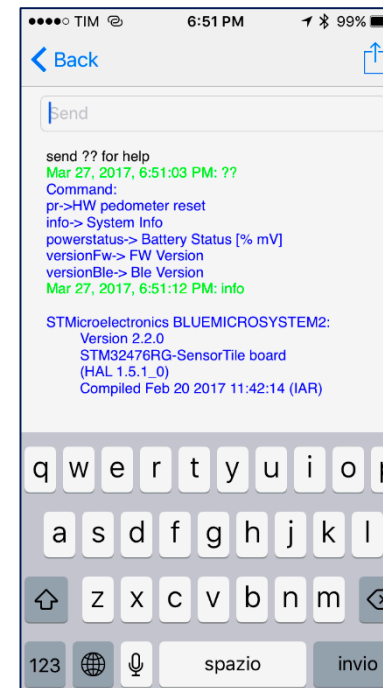 TIM 6:51 PM 99%
Back
Send
send ?? for help
Mar 27, 2017, 6:51:03 PM: ??
Command:
pr->HW pedometer reset
info-> System Info
powerstatus-> Battery Status [% mV]
versionFw-> FW Version
versionBle-> Ble Version
Mar 27, 2017, 6:51:12 PM: info
STMicroelectronics BLUEMICROSYSTEM2:
Version 2.2.0
STM32476RG-SensorTile board
(HAL 1.5.1_0)
Compiled Feb 20 2017 11:42:14 (IAR)
q w e r t y u i o p
a s d f g h j k l
z x c v b n m
123 spazio invio